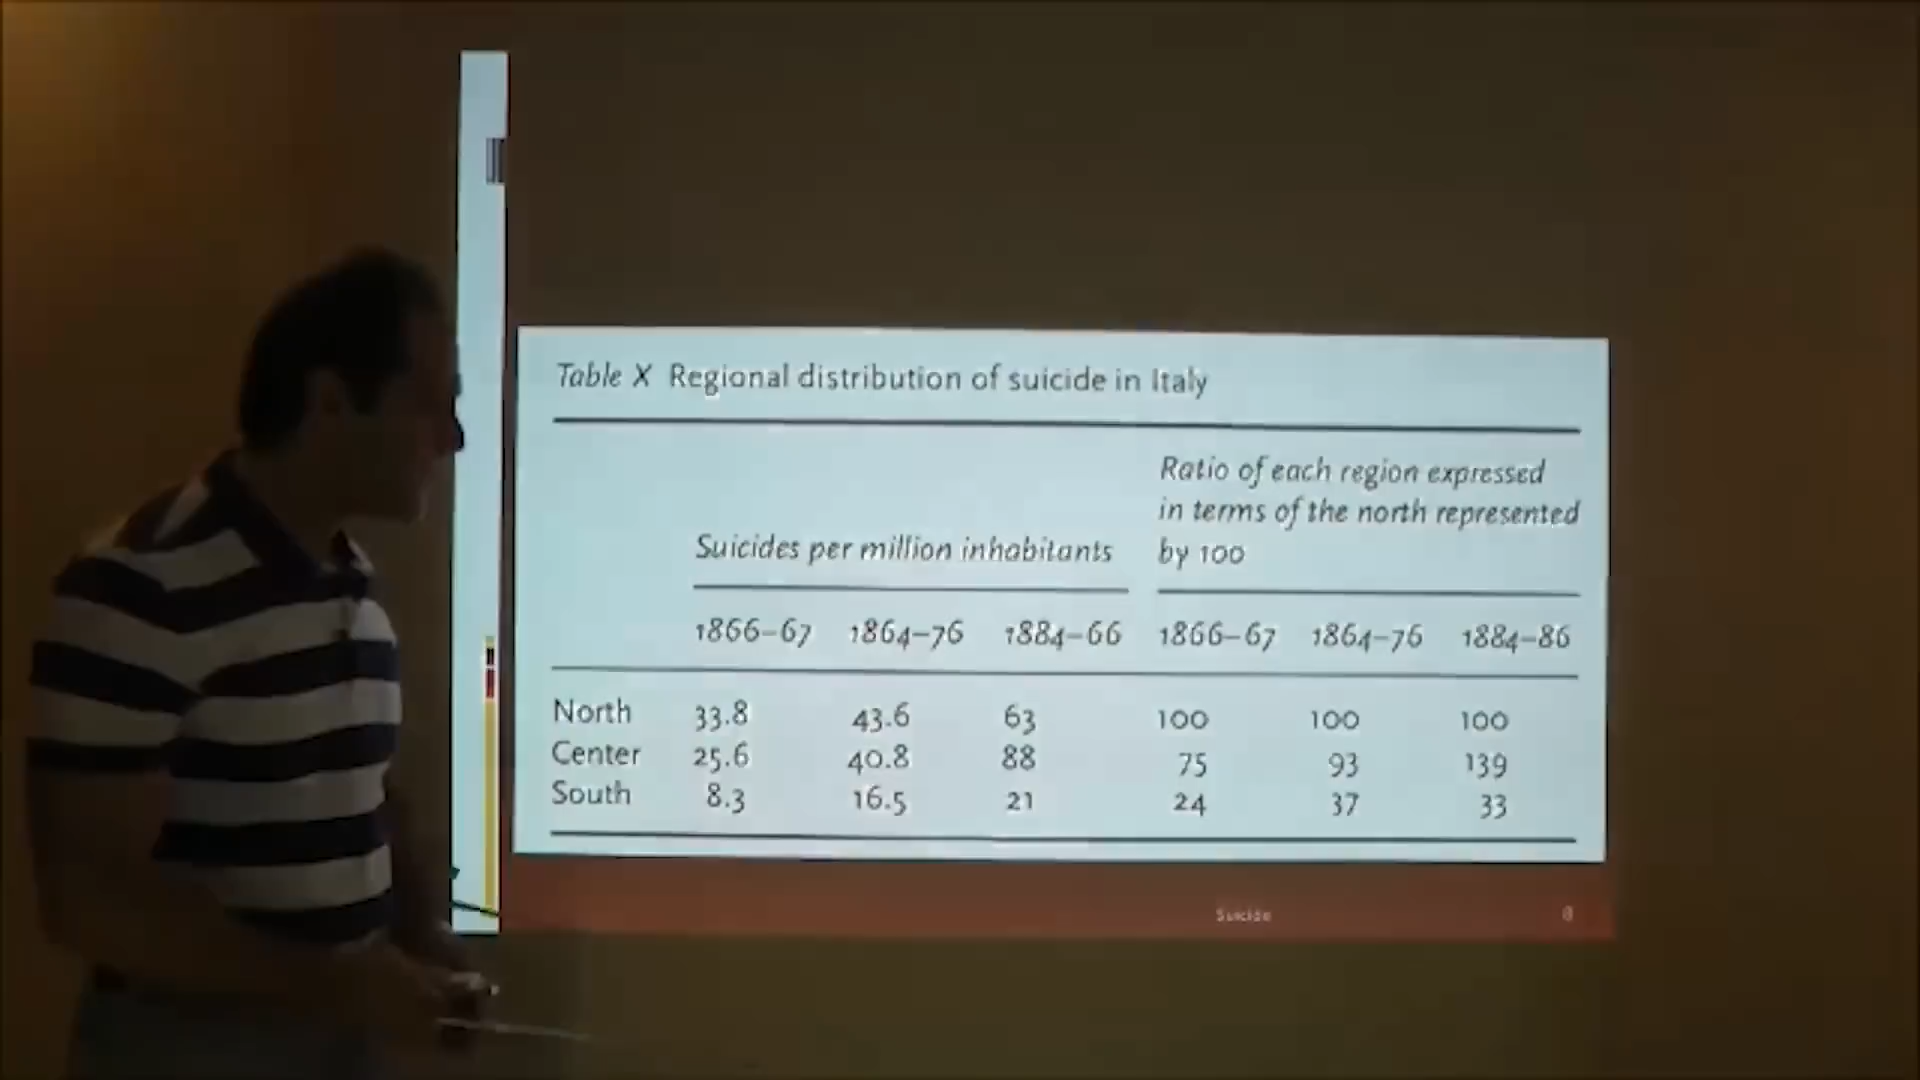 Table X Regional distribution of suicide in Italy
Ratio of each region expressed
in terms of the north represented
by 100
Suicides per million inhabitants
1866–67 1864–76 1884–66 1866–67 1864–76 1884–86
North 33.8 43.6 63 100 100 100
Center 25.6 40.8 88 75 93 139
South 8.3 16.5 21 24 37 33
Suicide 8